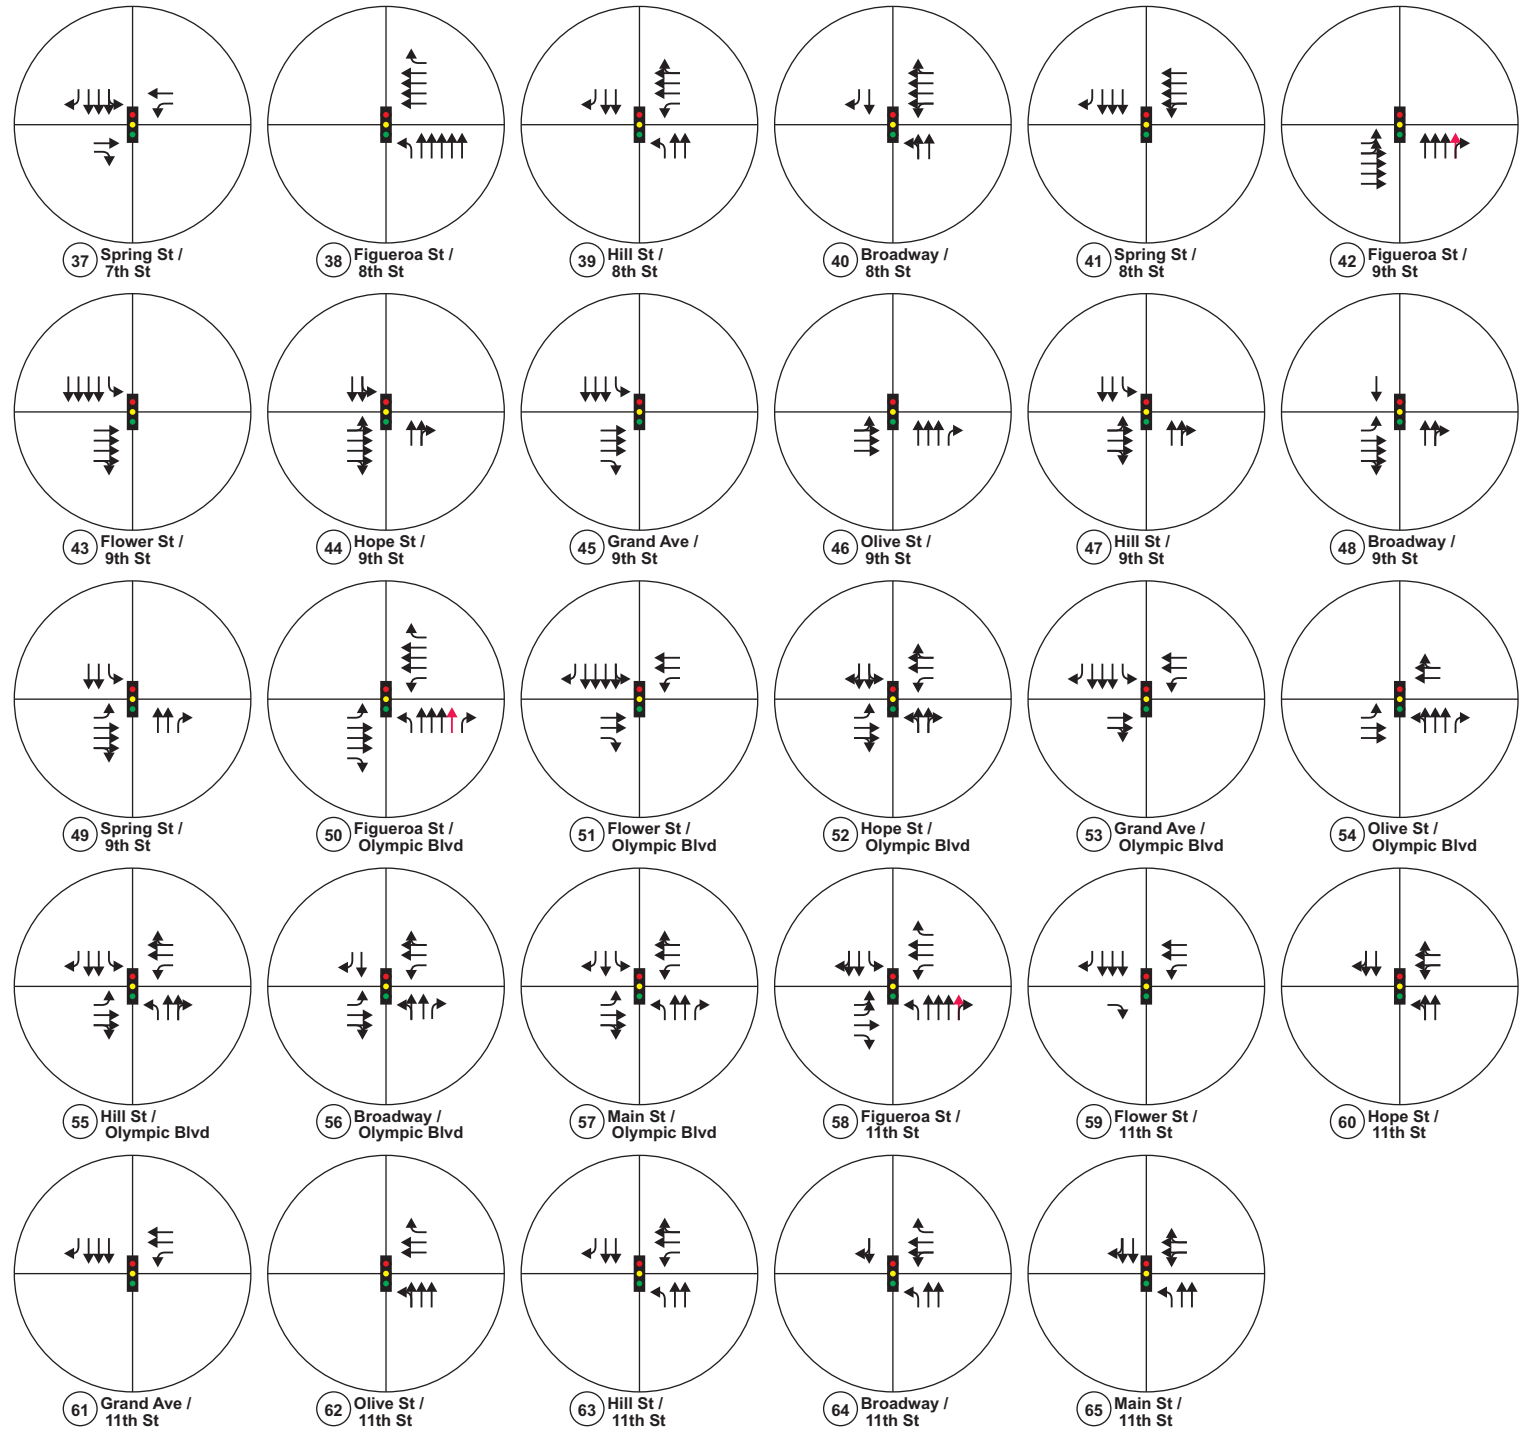 37 Spring St /
7th St
38 Figueroa St /
8th St
39 Hill St /
8th St
40 Broadway /
8th St
41 Spring St /
8th St
42 Figueroa St /
9th St
43 Flower St /
9th St
44 Hope St /
9th St
45 Grand Ave /
9th St
46 Olive St /
9th St
47 Hill St /
9th St
48 Broadway /
9th St
49 Spring St /
9th St
50 Figueroa St /
Olympic Blvd
51 Flower St /
Olympic Blvd
52 Hope St /
Olympic Blvd
53 Grand Ave /
Olympic Blvd
54 Olive St /
Olympic Blvd
55 Hill St /
Olympic Blvd
56 Broadway /
Olympic Blvd
57 Main St /
Olympic Blvd
58 Figueroa St /
11th St
59 Flower St /
11th St
60 Hope St /
11th St
61 Grand Ave /
11th St
62 Olive St /
11th St
63 Hill St /
11th St
64 Broadway /
11th St
65 Main St /
11th St